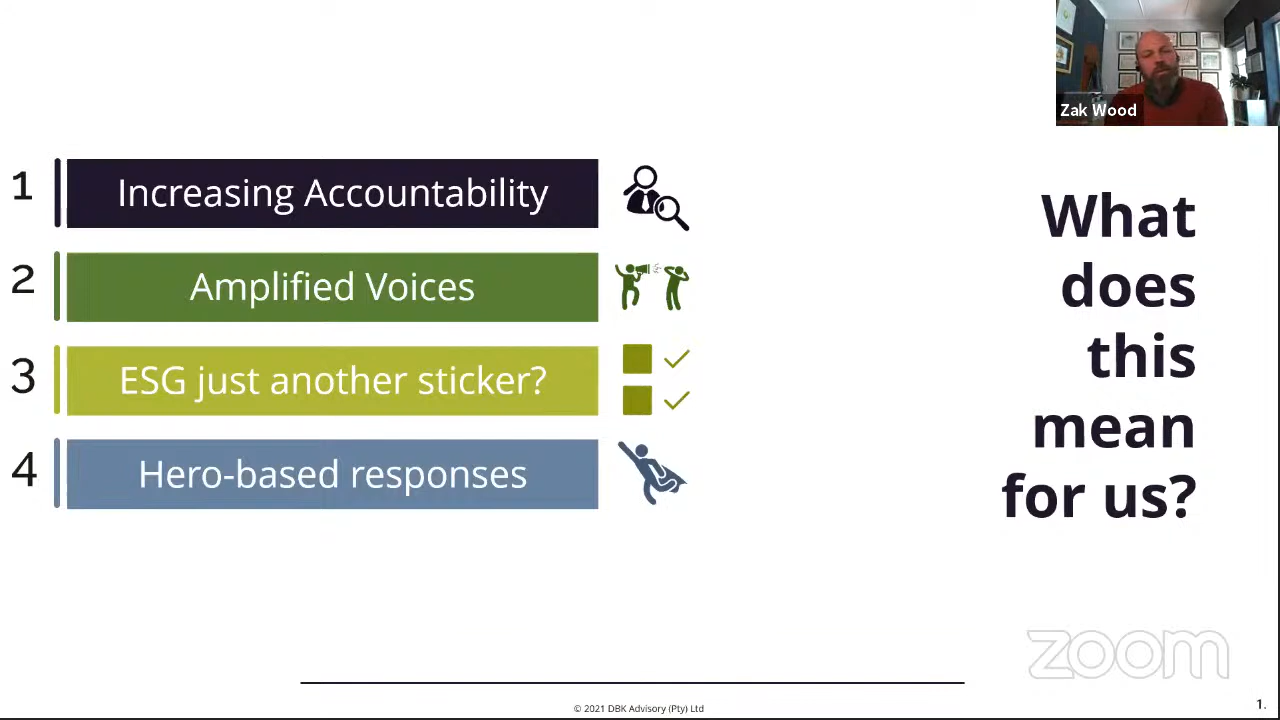 Zak Wood
1 Increasing Accountability
2 Amplified Voices
3 ESG just another sticker?
4 Hero-based responses
What
does
this
mean
for us?
zoom
© 2021 DBK Advisory (Pty) Ltd
1.